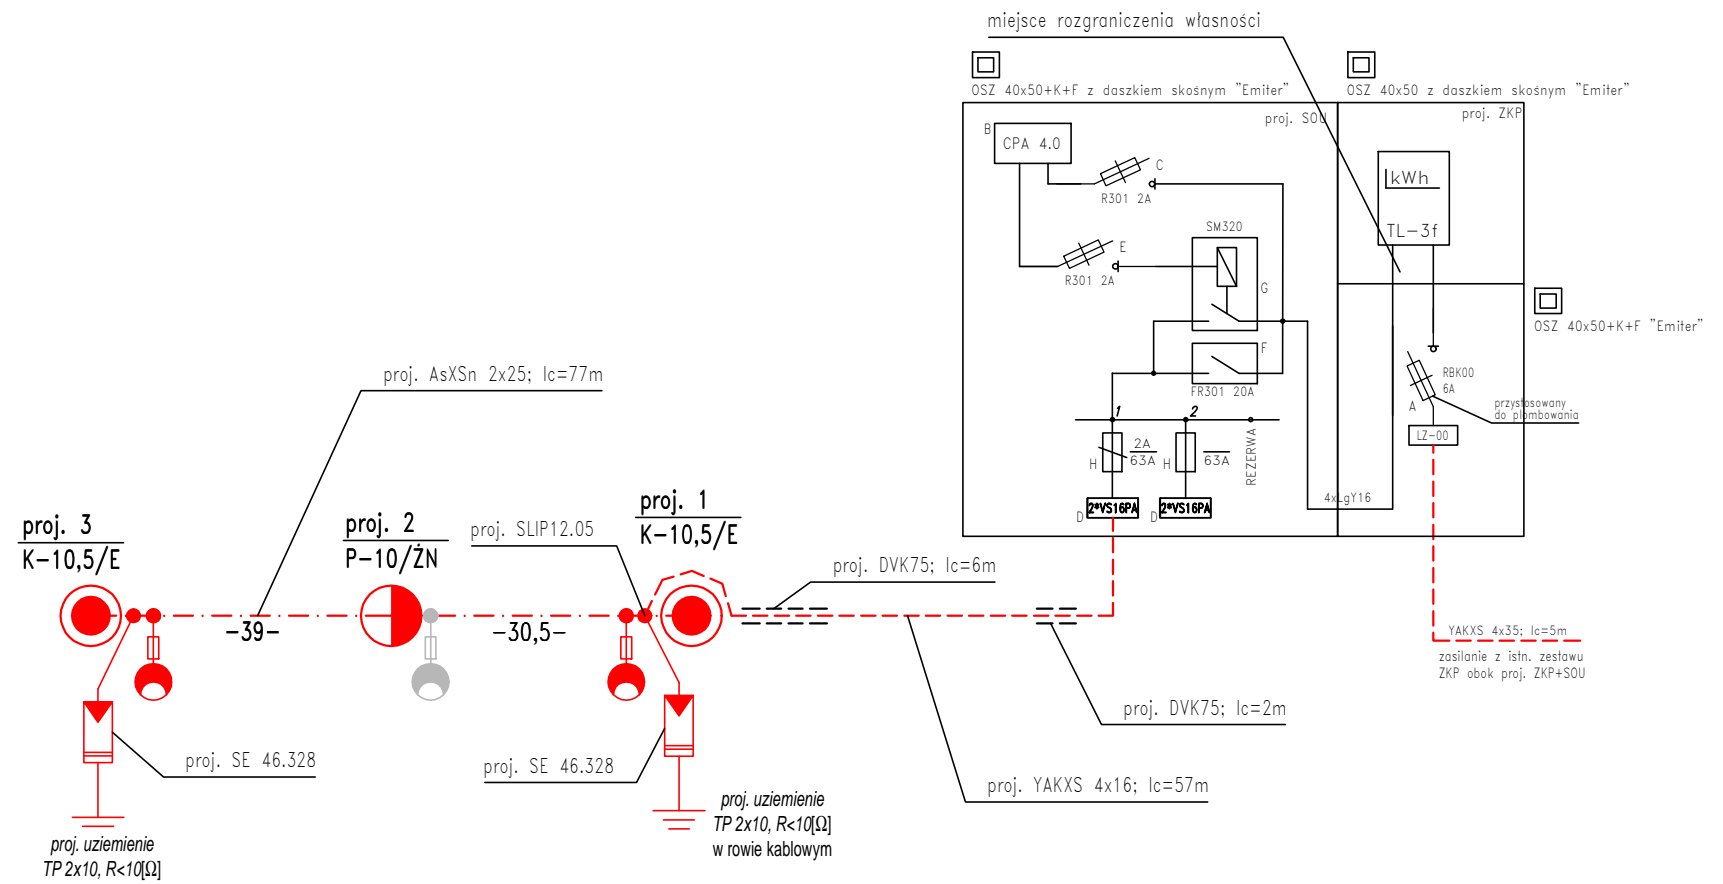 miejsce rozgraniczenia własności
OSZ 40x50+K+F z daszkiem skośnym "Emiter"
OSZ 40x50 z daszkiem skośnym "Emiter"
proj. SOU
proj. ZKP
B
CPA 4.0
C
R301 2A
kWh
TL-3f
SM320
E
R301 2A
G
OSZ 40x50+K+F "Emiter"
F
FR301 20A
RBK00
6A
A
przystosowany
do plombowania
LZ-00
1
2
REZERWA
H
2A
63A
H
63A
D
2*VS16PA
D
2*VS16PA
4xLgY16
proj. AsXSn 2x25; lc=77m
proj. 3
K-10,5/E
proj. 2
P-10/ŻN
proj. SLIP12.05
proj. 1
K-10,5/E
proj. DVK75; lc=6m
-39-
-30,5-
YAKXS 4x35; lc=5m
zasilanie z istn. zestawu
ZKP obok proj. ZKP+SOU
proj. DVK75; lc=2m
proj. SE 46.328
proj. SE 46.328
proj. YAKXS 4x16; lc=57m
proj. uziemienie
TP 2x10, R<10[Ω]
w rowie kablowym
proj. uziemienie
TP 2x10, R<10[Ω]